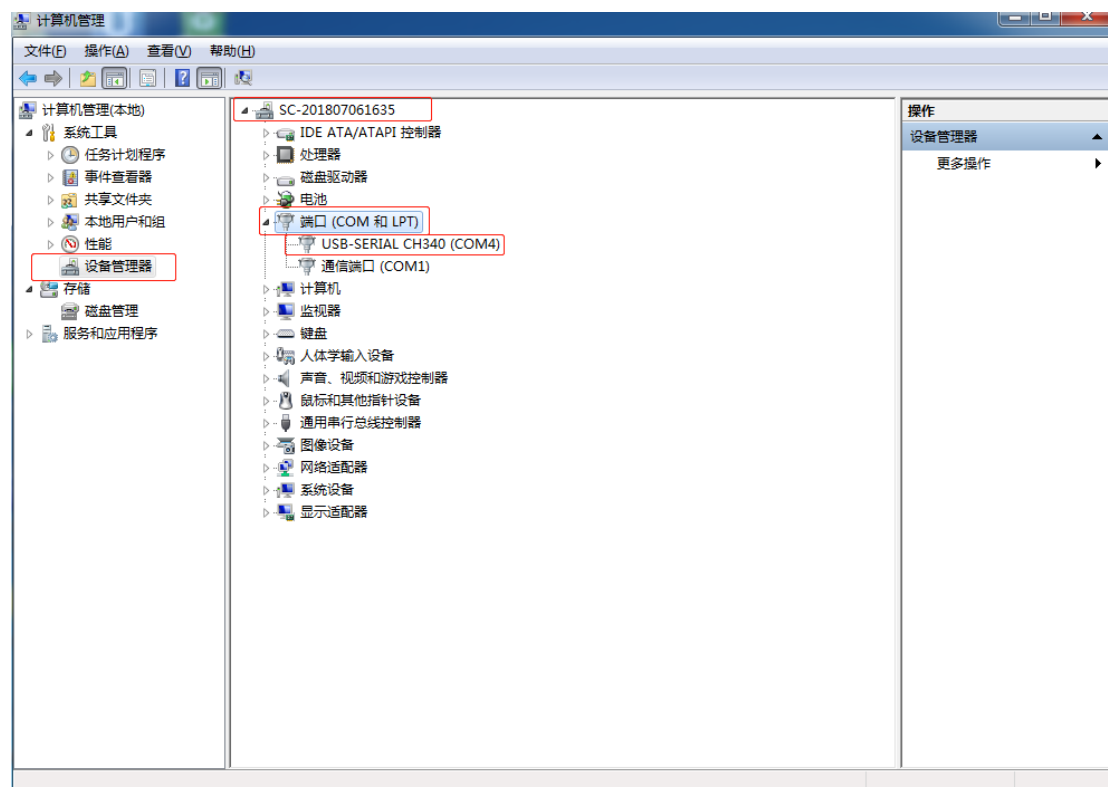 计算机管理
文件(F) 操作(A) 查看(V) 帮助(H)
计算机管理(本地)
系统工具
任务计划程序
事件查看器
共享文件夹
本地用户和组
性能
设备管理器
存储
磁盘管理
服务和应用程序
SC-201807061635
IDE ATA/ATAPI 控制器
处理器
磁盘驱动器
电池
端口 (COM 和 LPT)
USB-SERIAL CH340 (COM4)
通信端口 (COM1)
计算机
监视器
键盘
人体学输入设备
声音、视频和游戏控制器
鼠标和其他指针设备
通用串行总线控制器
图像设备
网络适配器
系统设备
显示适配器
操作
设备管理器
更多操作